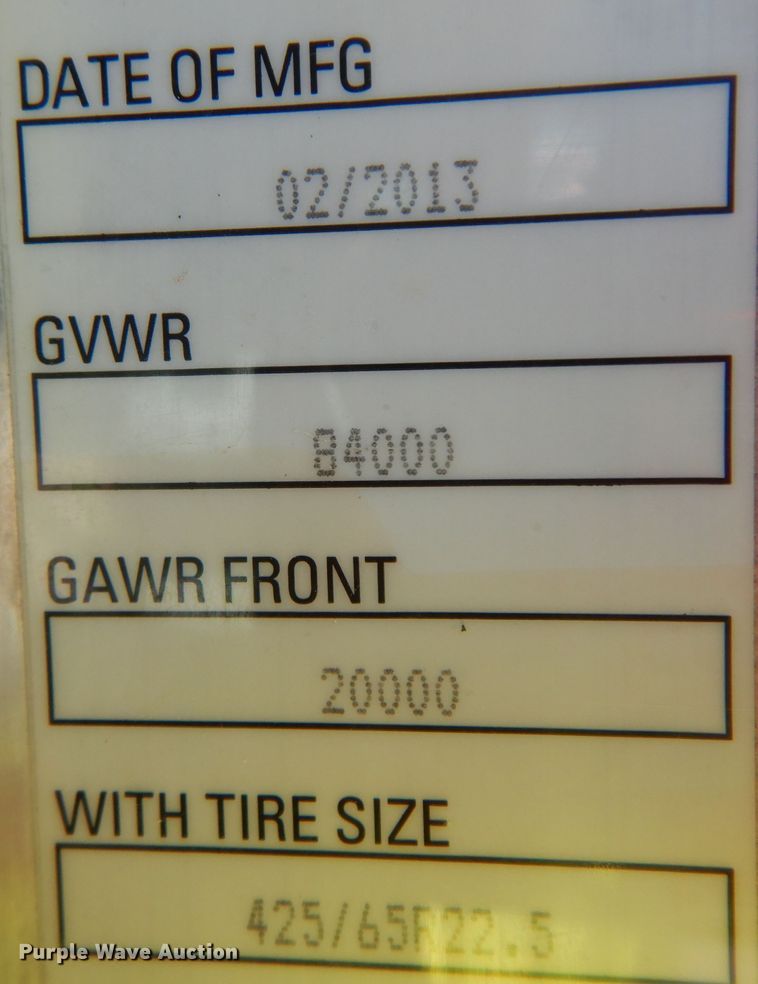 DATE OF MFG
02/2013
GVWR
84000
GAWR FRONT
20000
WITH TIRE SIZE
425/65R22.5
Purple Wave Auction